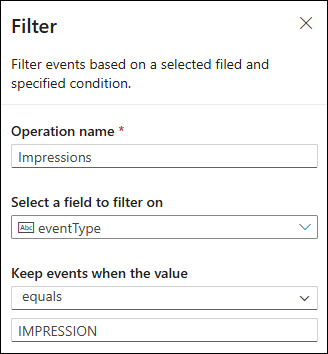 Filter
Filter events based on a selected filed and
specified condition.
Operation name *
Impressions
Select a field to filter on
Abc eventType
Keep events when the value
equals
IMPRESSION